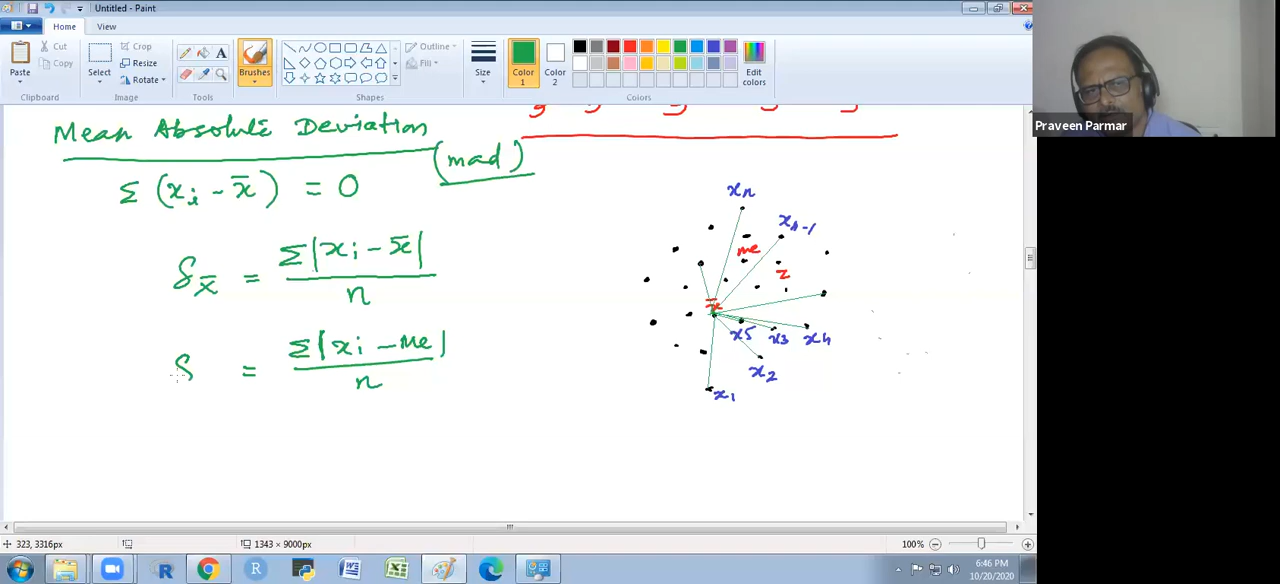 Untitled - Paint
Home
View
Paste
Cut
Copy
Clipboard
Select
Crop
Resize
Rotate
Image
Tools
Brushes
Shapes
Outline
Fill
Size
Color 1
Color 2
Edit colors
Colors
Praveen Parmar
Mean Absolute Deviation
(mad)
Σ (xi - x̄) = 0
δx̄ = Σ|xi - x̄| / n
δ = Σ|xi - Me| / n
xn
xn-1
me
z
x̄
x5
x3
x4
x2
x1
323, 3316px
1343 × 9000px
100%
6:46 PM
10/20/2020